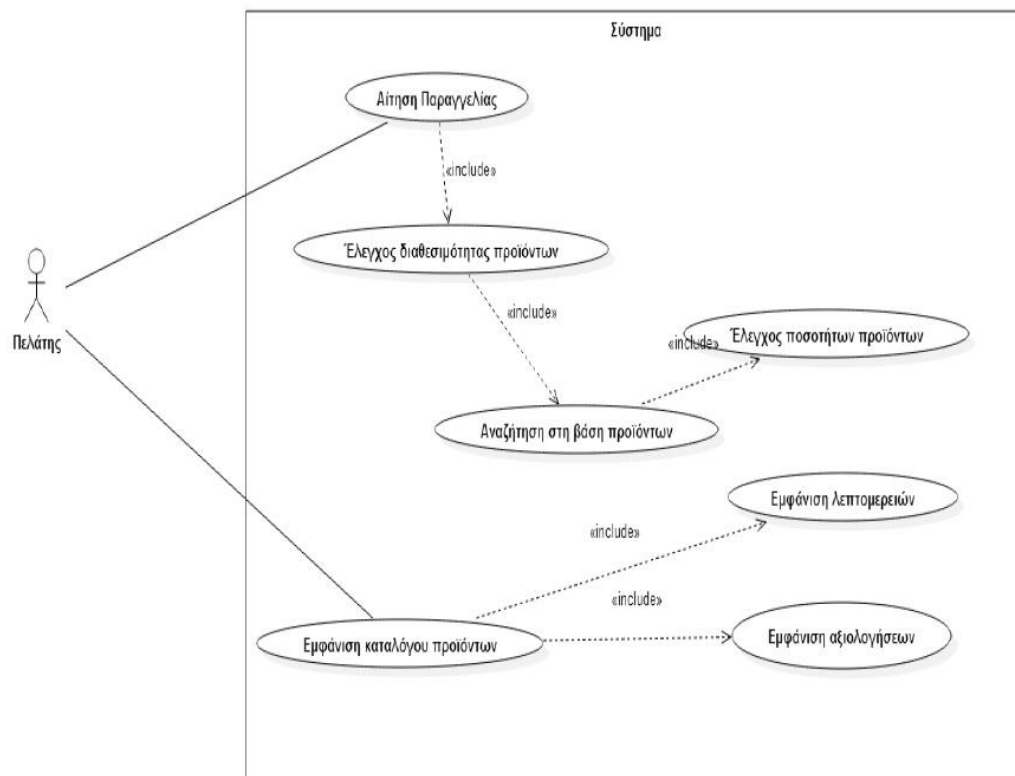 Σύστημα
Αίτηση Παραγγελίας
«include»
Έλεγχος διαθεσιμότητας προϊόντων
«include»
Έλεγχος ποσοτήτων προϊόντων
«include»
Πελάτης
Αναζήτηση στη βάση προϊόντων
Εμφάνιση λεπτομερειών
«include»
«include»
Εμφάνιση καταλόγου προϊόντων
Εμφάνιση αξιολογήσεων